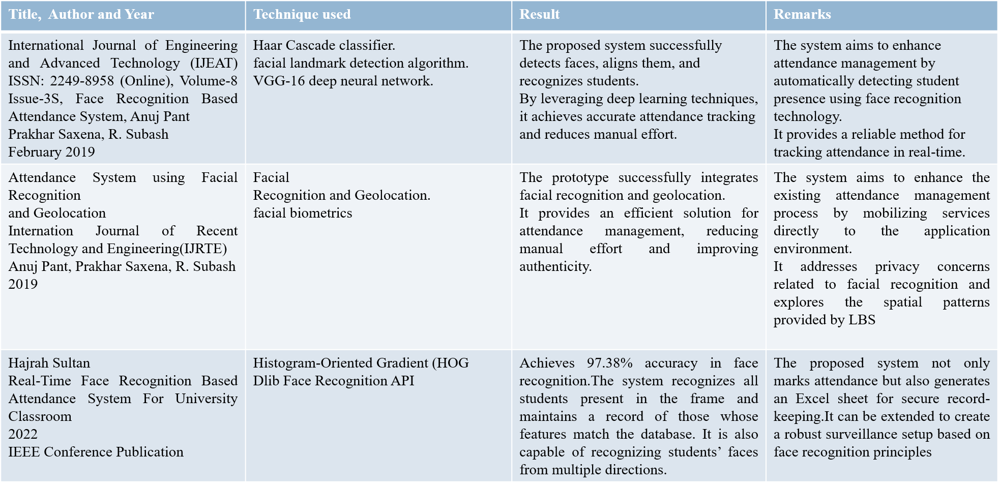 Title, Author and Year
Technique used
Result
Remarks
International Journal of Engineering
and Advanced Technology (IJEAT)
ISSN: 2249-8958 (Online), Volume-8
Issue-3S, Face Recognition Based
Attendance System, Anuj Pant
Prakhar Saxena, R. Subash
February 2019
Haar Cascade classifier.
facial landmark detection algorithm.
VGG-16 deep neural network.
The proposed system successfully
detects faces, aligns them, and
recognizes students.
By leveraging deep learning techniques,
it achieves accurate attendance tracking
and reduces manual effort.
The system aims to enhance
attendance management by
automatically detecting student
presence using face recognition
technology.
It provides a reliable method for
tracking attendance in real-time.
Attendance System using Facial
Recognition
and Geolocation
Internation Journal of Recent
Technology and Engineering(IJRTE)
Anuj Pant, Prakhar Saxena, R. Subash
2019
Facial
Recognition and Geolocation.
facial biometrics
The prototype successfully integrates
facial recognition and geolocation.
It provides an efficient solution for
attendance management, reducing
manual effort and improving
authenticity.
The system aims to enhance the
existing attendance management
process by mobilizing services
directly to the application
environment.
It addresses privacy concerns
related to facial recognition and
explores the spatial patterns
provided by LBS
Hajrah Sultan
Real-Time Face Recognition Based
Attendance System For University
Classroom
2022
IEEE Conference Publication
Histogram-Oriented Gradient (HOG
Dlib Face Recognition API
Achieves 97.38% accuracy in face
recognition.The system recognizes all
students present in the frame and
maintains a record of those whose
features match the database. It is also
capable of recognizing students’ faces
from multiple directions.
The proposed system not only
marks attendance but also generates
an Excel sheet for secure record-
keeping.It can be extended to create
a robust surveillance setup based on
face recognition principles